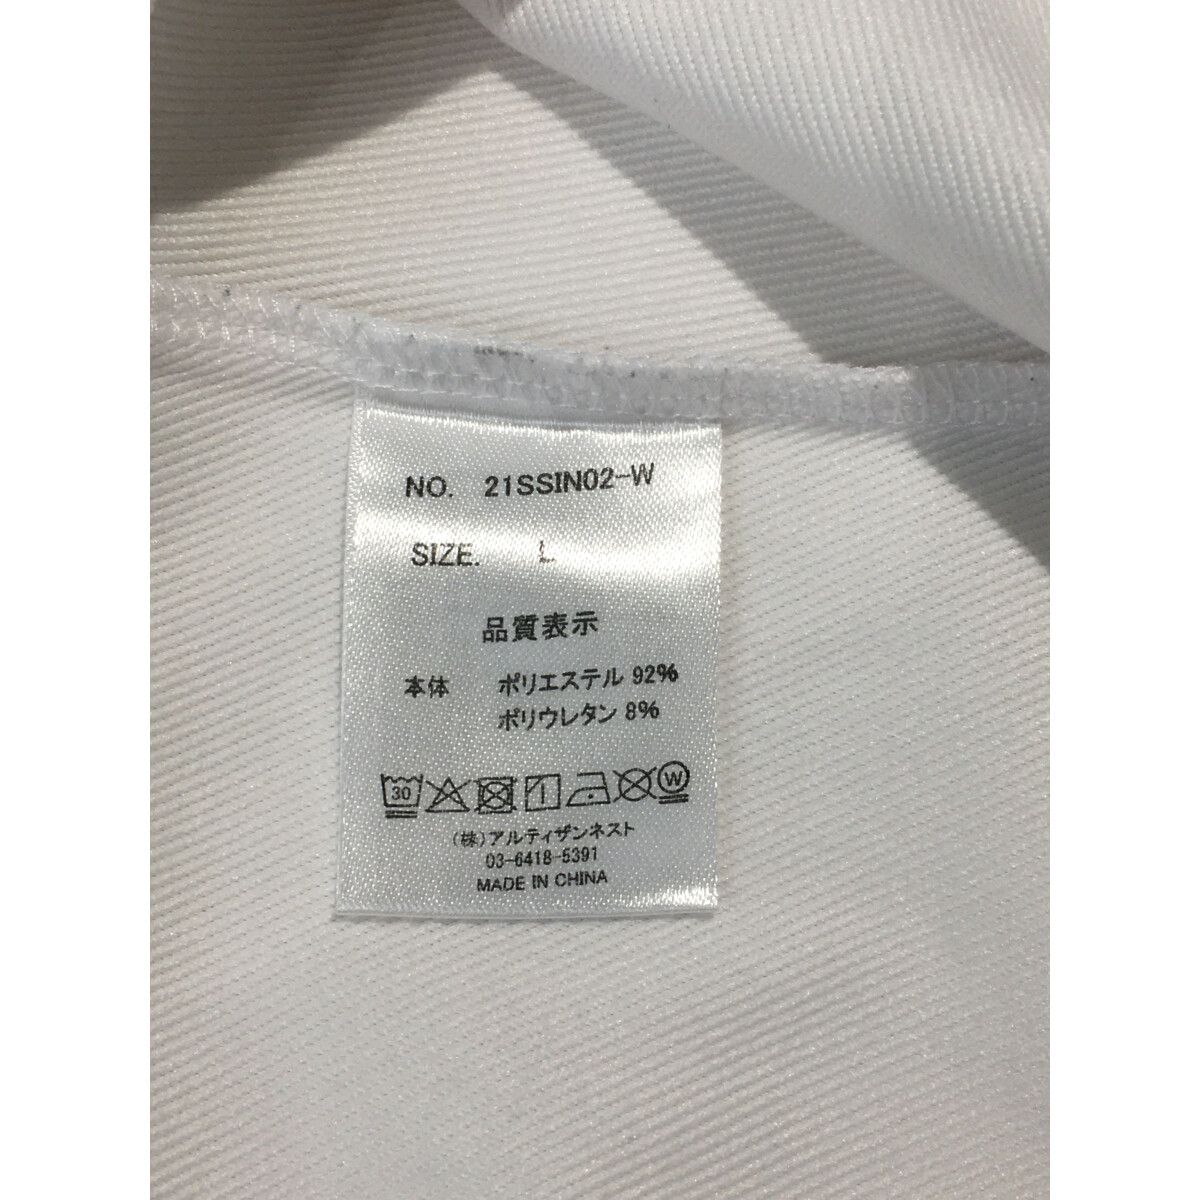 NO. 21SSIN02-W
SIZE. L
品質表示
本体 ポリエステル 92%
ポリウレタン 8%
30 W
(株)アルティザンネスト
03-6418-5391
MADE IN CHINA